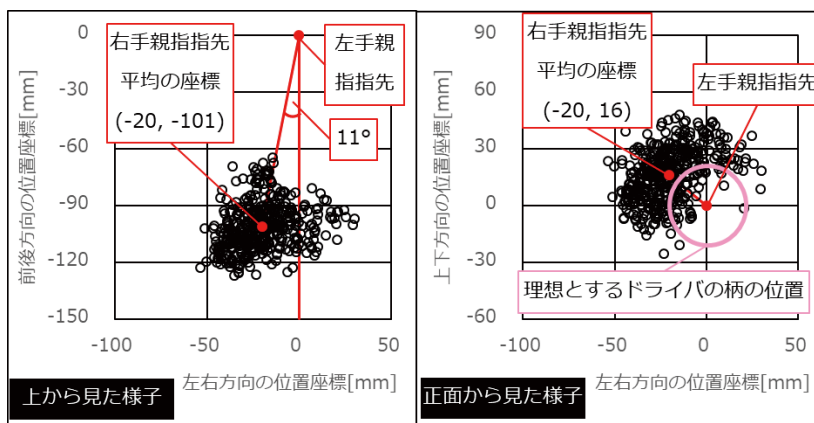 0
-30
-60
-90
-120
-150
-100
-50
0
50
前後方向の位置座標[mm]
左右方向の位置座標[mm]
右手親指指先
平均の座標
(-20, -101)
左手親
指指先
11°
上から見た様子
90
60
30
0
-30
-60
-100
-50
0
50
上下方向の位置座標[mm]
左右方向の位置座標[mm]
右手親指指先
平均の座標
(-20, 16)
左手親指指先
理想とするドライバの柄の位置
正面から見た様子